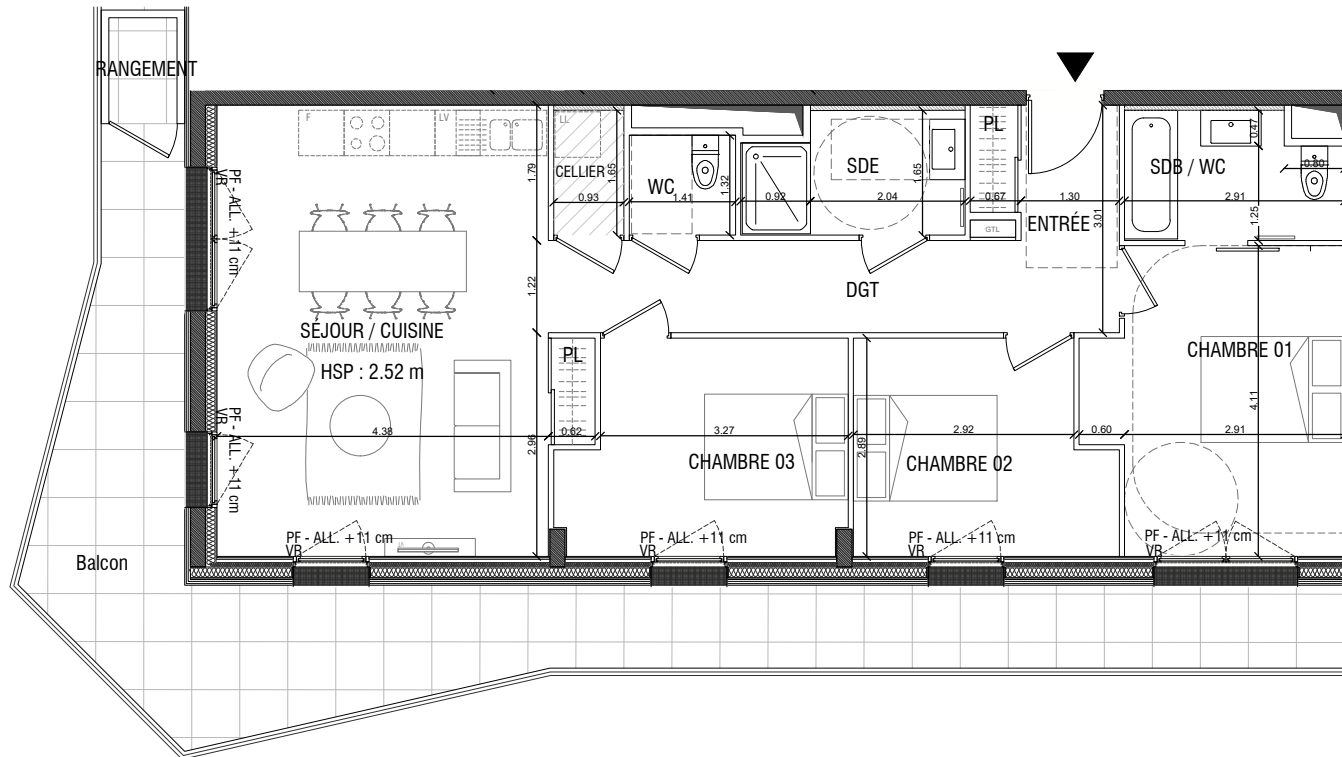 RANGEMENT
F
LV
LL
PL
CELLIER
WC
SDE
SDB / WC
ENTRÉE
GTL
0.93
1.65
1.41
1.32
0.92
2.04
1.65
0.67
1.30
3.01
2.91
0.47
0.80
1.25
1.79
1.22
PF - ALL. +11 cm
VR
DGT
SÉJOUR / CUISINE
HSP : 2.52 m
PL
CHAMBRE 01
PF - ALL. +11 cm
VR
4.38
2.96
0.62
3.27
2.89
2.92
0.60
2.91
4.11
CHAMBRE 03
CHAMBRE 02
PF - ALL. +11 cm
VR
PF - ALL. +11 cm
VR
PF - ALL. +11 cm
VR
PF - ALL. +11 cm
VR
Balcon